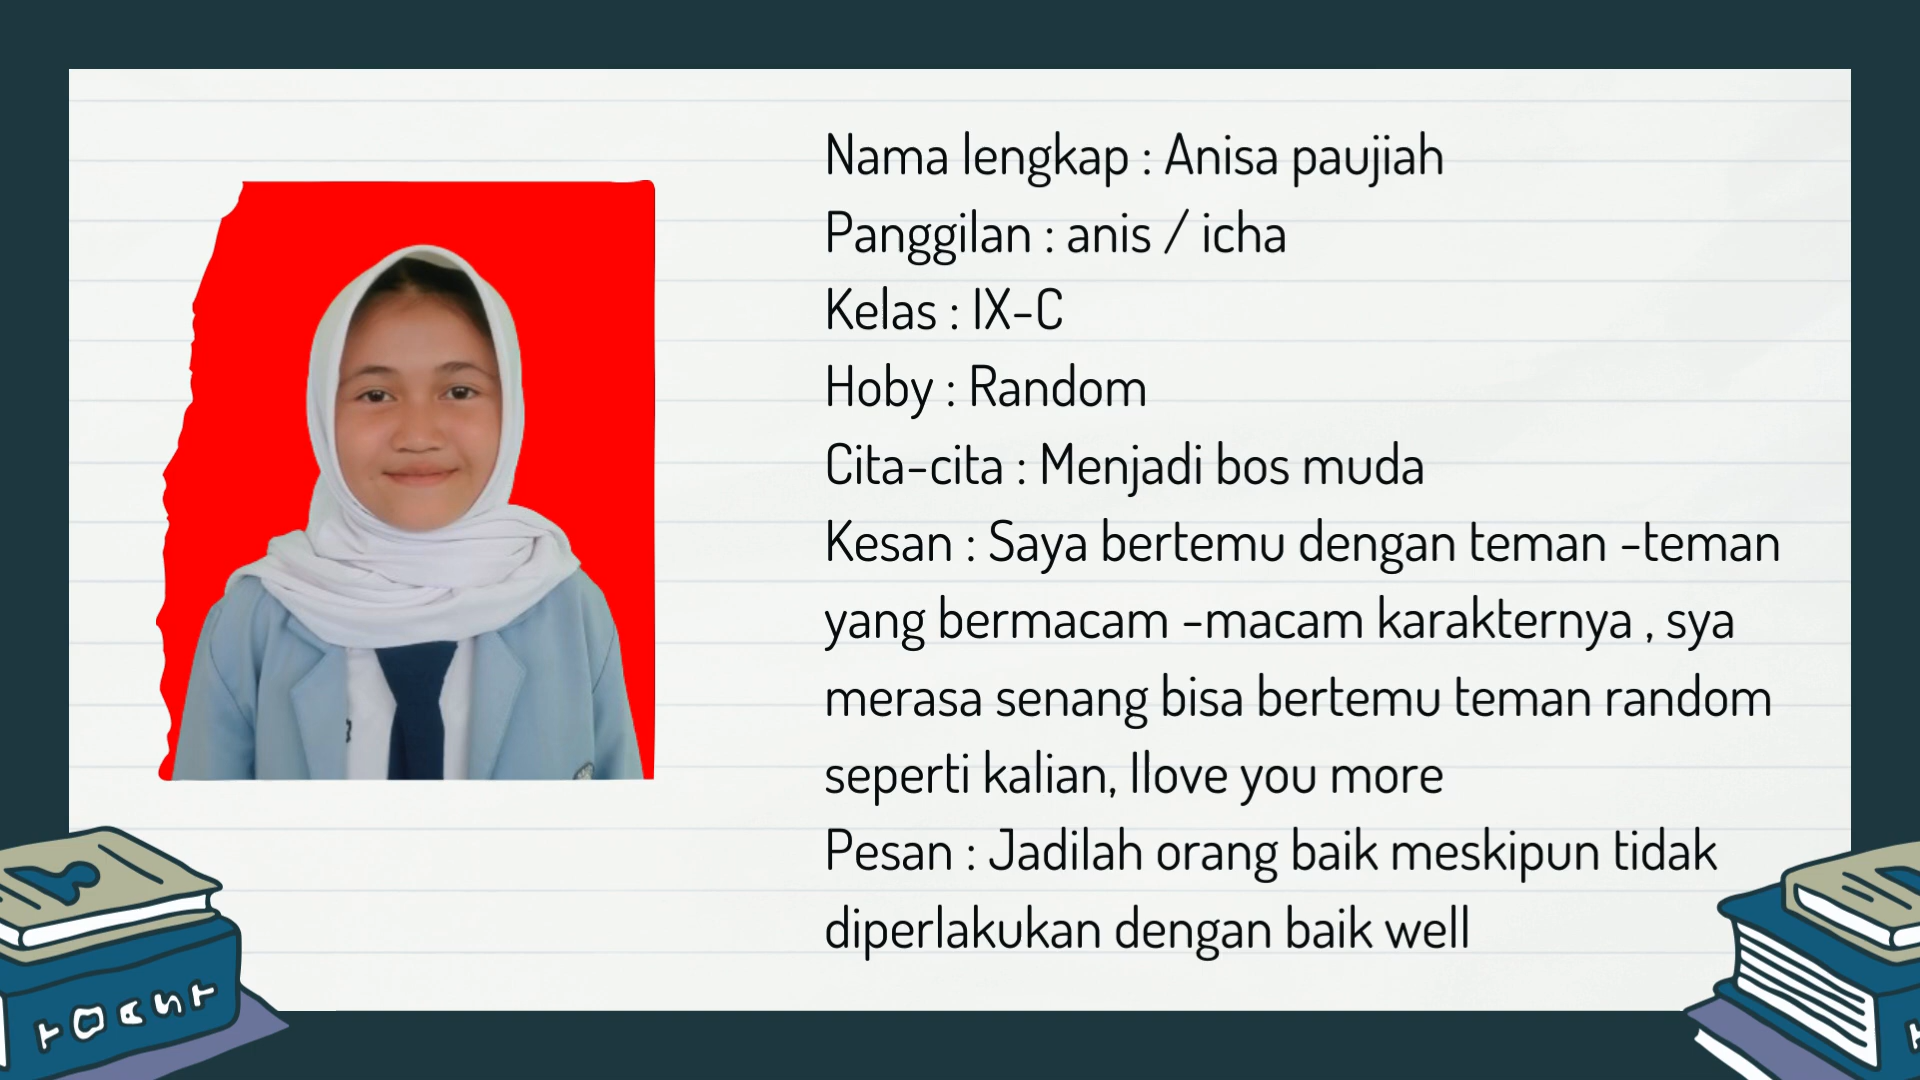 Nama lengkap : Anisa paujiah
Panggilan : anis / icha
Kelas : IX-C
Hoby : Random
Cita-cita : Menjadi bos muda
Kesan : Saya bertemu dengan teman -teman
yang bermacam -macam karakternya , sya
merasa senang bisa bertemu teman random
seperti kalian, Ilove you more
Pesan : Jadilah orang baik meskipun tidak
diperlakukan dengan baik well